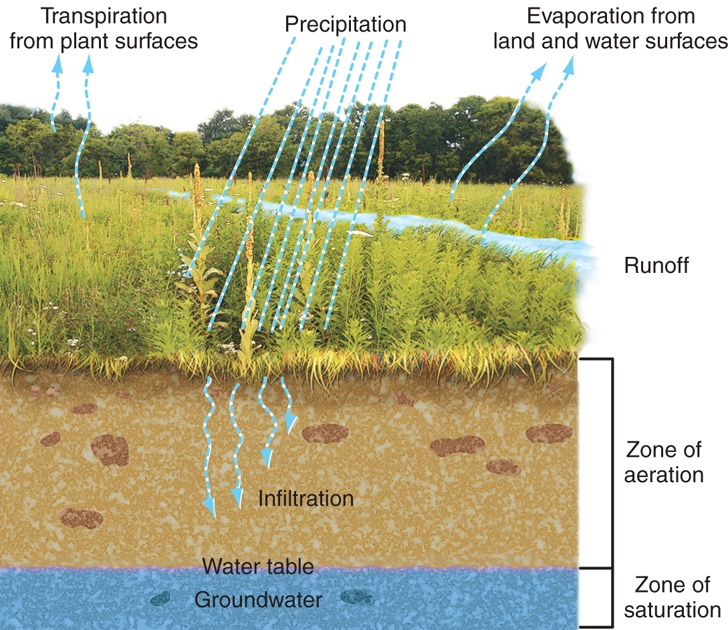 Transpiration
from plant surfaces
Precipitation
Evaporation from
land and water surfaces
Runoff
Zone of
aeration
Infiltration
Water table
Groundwater
Zone of
saturation